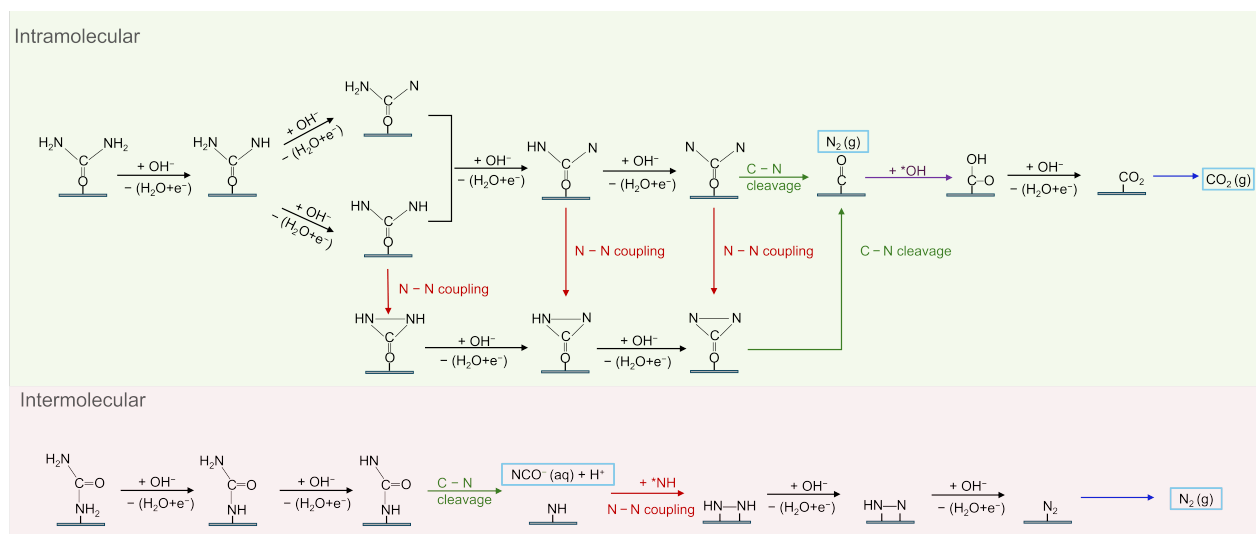 Intramolecular
H₂N
N
C
O
+ OH⁻
− (H₂O+e⁻)
H₂N
NH₂
C
O
+ OH⁻
− (H₂O+e⁻)
H₂N
NH
C
O
+ OH⁻
− (H₂O+e⁻)
HN
NH
C
O
+ OH⁻
− (H₂O+e⁻)
HN
N
C
O
+ OH⁻
− (H₂O+e⁻)
N
N
C
O
C − N
cleavage
N₂ (g)
O
C
+ *OH
OH
C
O
+ OH⁻
− (H₂O+e⁻)
CO₂
CO₂ (g)
N − N coupling
N − N coupling
N − N coupling
C − N cleavage
HN
NH
C
O
+ OH⁻
− (H₂O+e⁻)
HN
N
C
O
+ OH⁻
− (H₂O+e⁻)
N
N
C
O
Intermolecular
H₂N
C=O
NH₂
+ OH⁻
− (H₂O+e⁻)
H₂N
C=O
NH
+ OH⁻
− (H₂O+e⁻)
HN
C=O
NH
C − N
cleavage
NCO⁻ (aq) + H⁺
NH
+ *NH
N − N coupling
HN—NH
+ OH⁻
− (H₂O+e⁻)
HN—N
+ OH⁻
− (H₂O+e⁻)
N₂
N₂ (g)